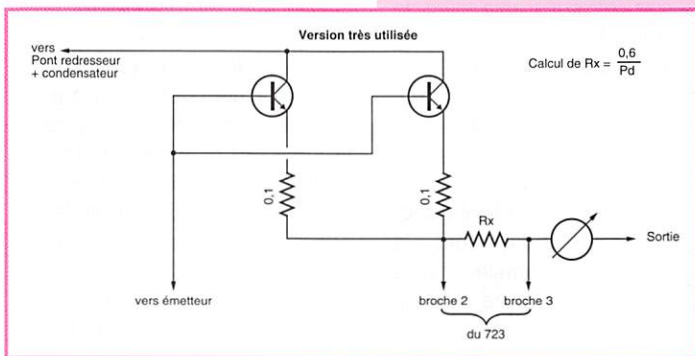 Version très utilisée
vers
Pont redresseur
+ condensateur
Calcul de Rx = 0,6
Pd
0,1
0,1
Rx
Sortie
vers émetteur
broche 2
broche 3
du 723